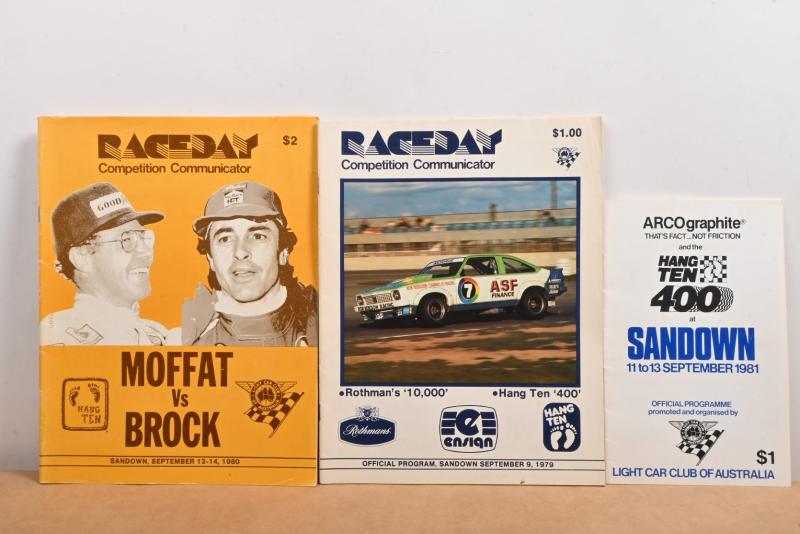 RACEDAY
$2
Competition Communicator
GOOD
MOFFAT
Vs
BROCK
HANG
TEN
LIGHT CAR CLUB
SANDOWN, SEPTEMBER 13-14, 1980
RACEDAY
$1.00
Competition Communicator
7
ASF
FINANCE
•Rothman's '10,000'
•Hang Ten '400'
Rothmans
ensign
HANG
TEN
OFFICIAL PROGRAM, SANDOWN SEPTEMBER 9, 1979
ARCOgraphite®
THAT'S FACT... NOT FRICTION
and the
HANG
TEN
400
at
SANDOWN
11 to 13 SEPTEMBER 1981
OFFICIAL PROGRAMME
promoted and organised by
$1
LIGHT CAR CLUB OF AUSTRALIA